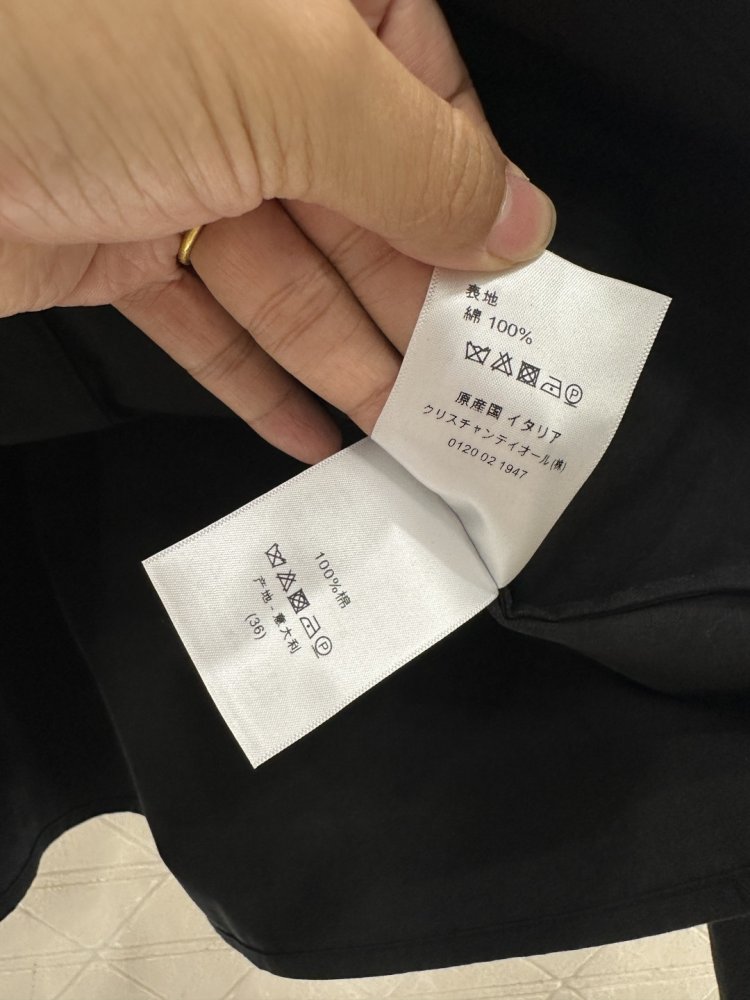 表地
綿 100%
P
原産国 イタリア
クリスチャンディオール(株)
0120 02 1947
100%棉
P
产地 - 意大利
(36)